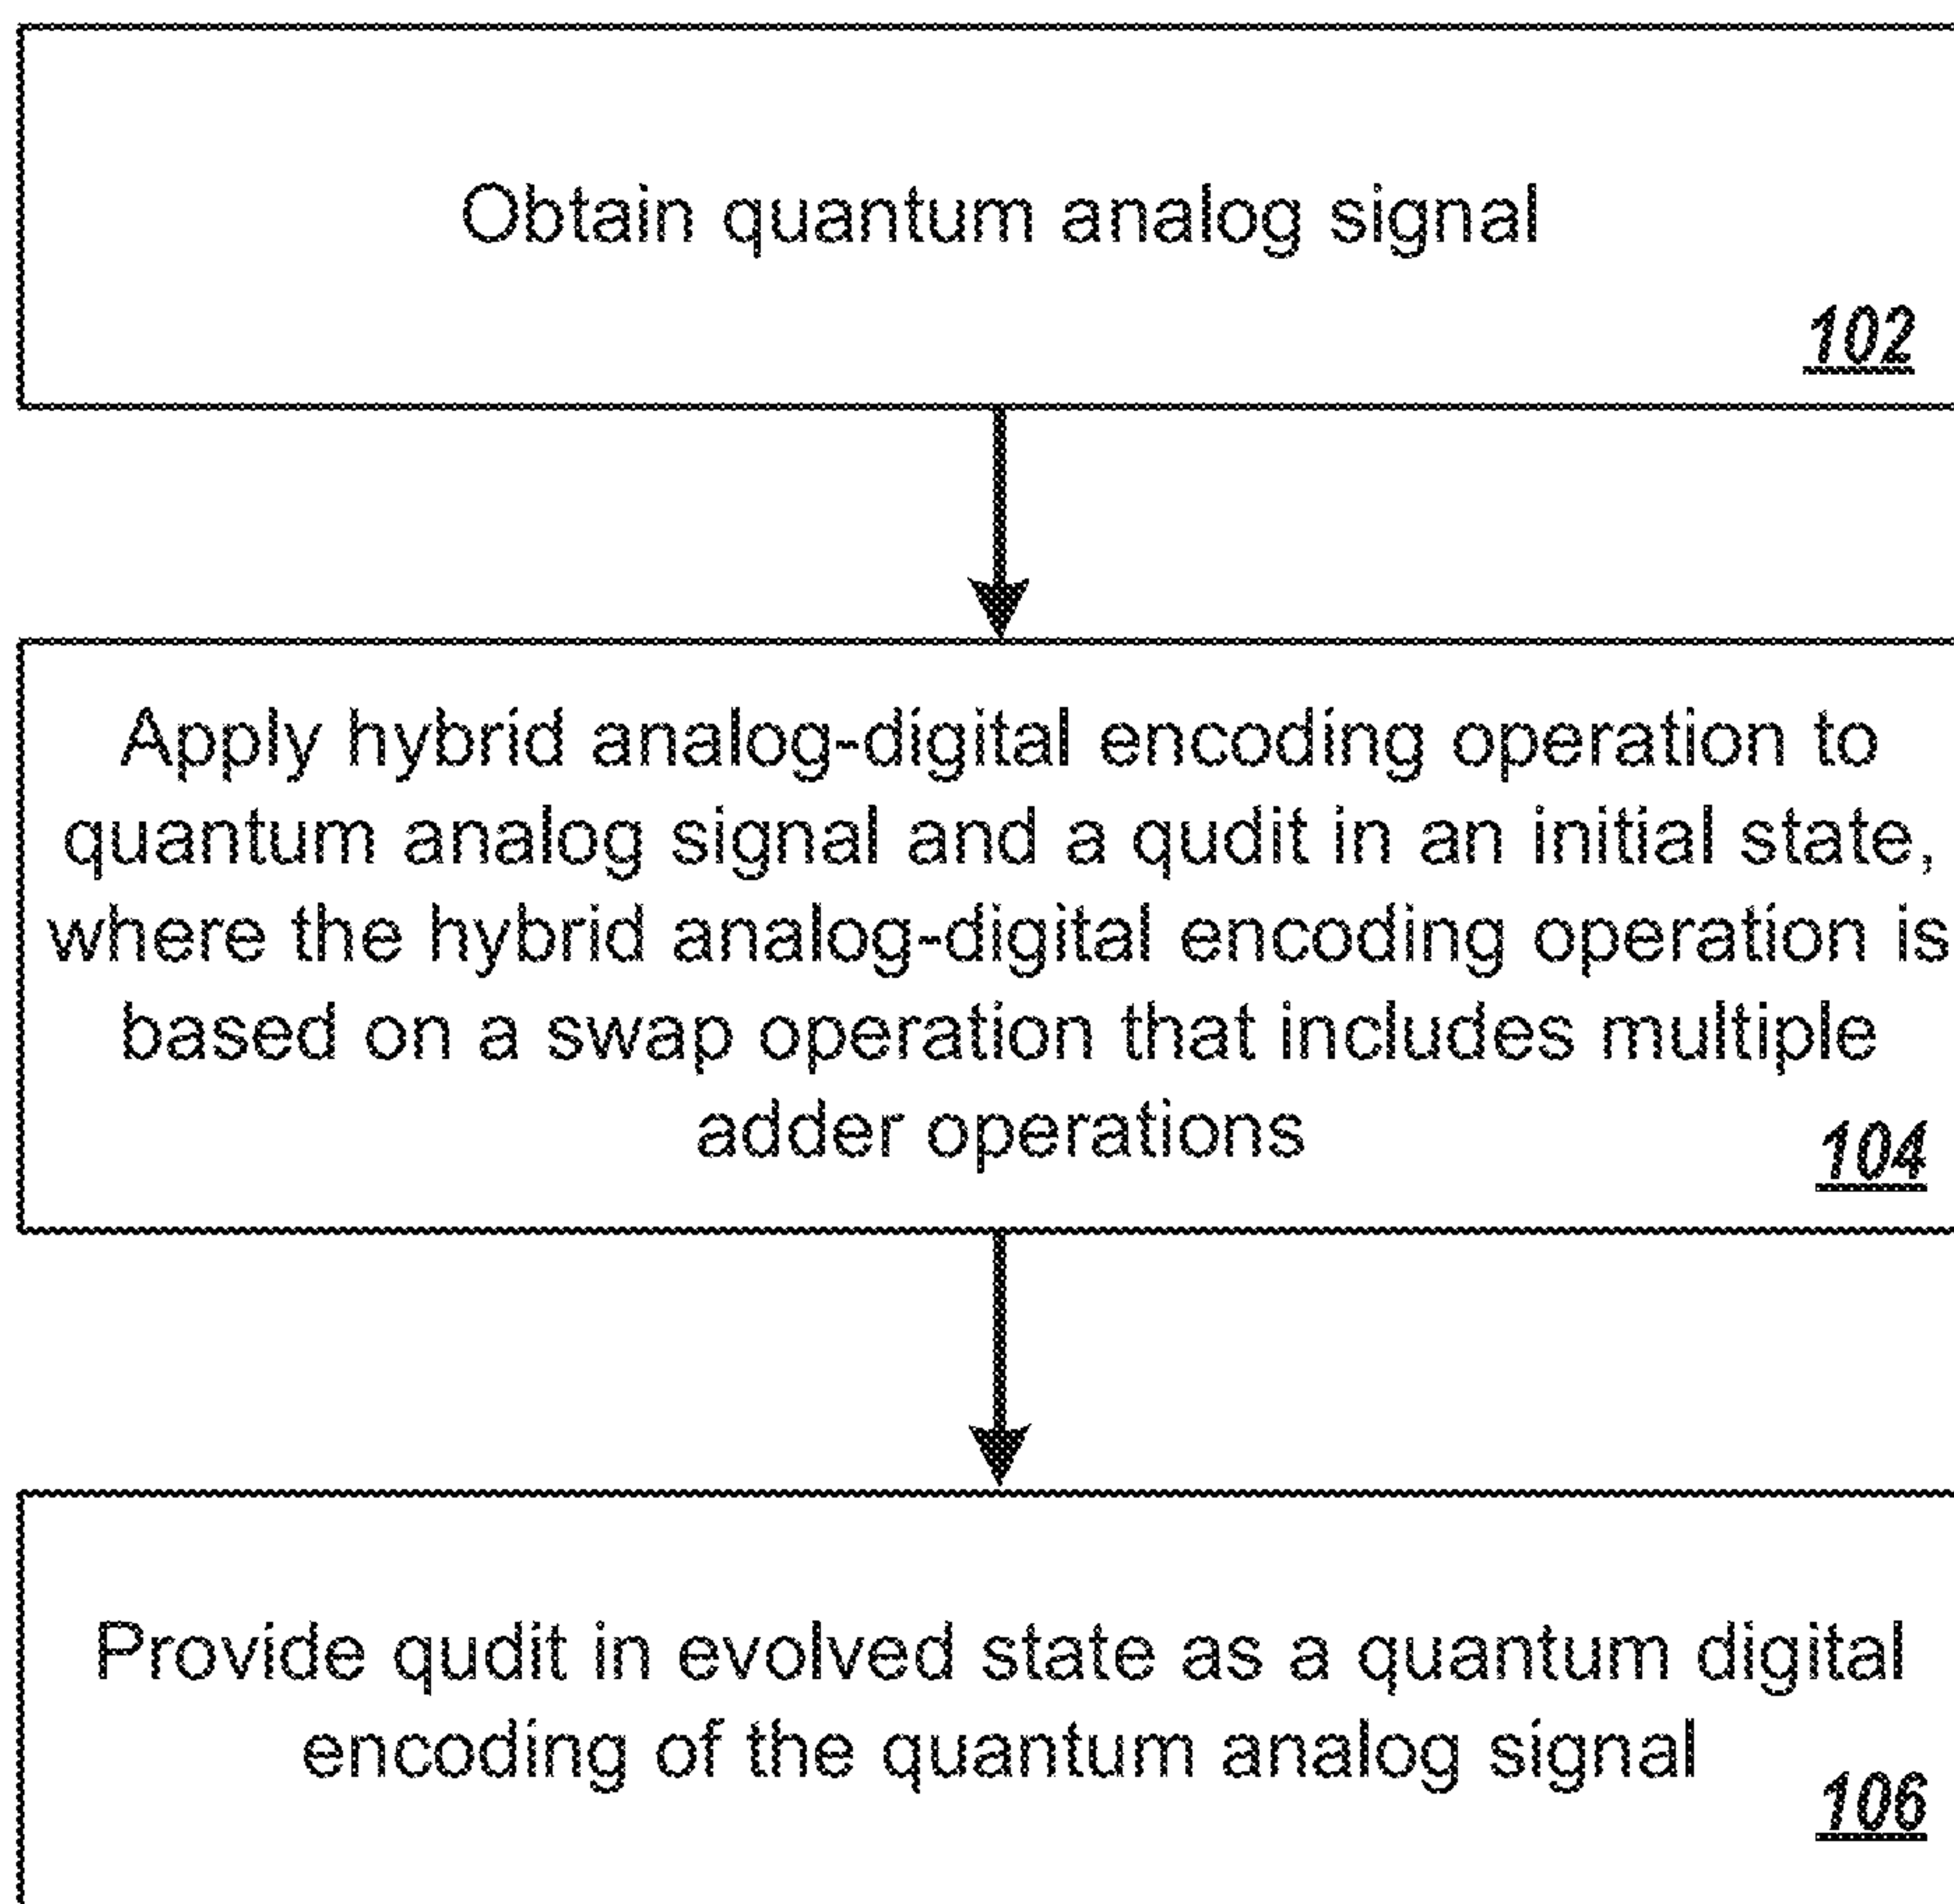 Obtain quantum analog signal
102
Apply hybrid analog-digital encoding operation to
quantum analog signal and a qudit in an initial state,
where the hybrid analog-digital encoding operation is
based on a swap operation that includes multiple
adder operations
104
Provide qudit in evolved state as a quantum digital
encoding of the quantum analog signal
106